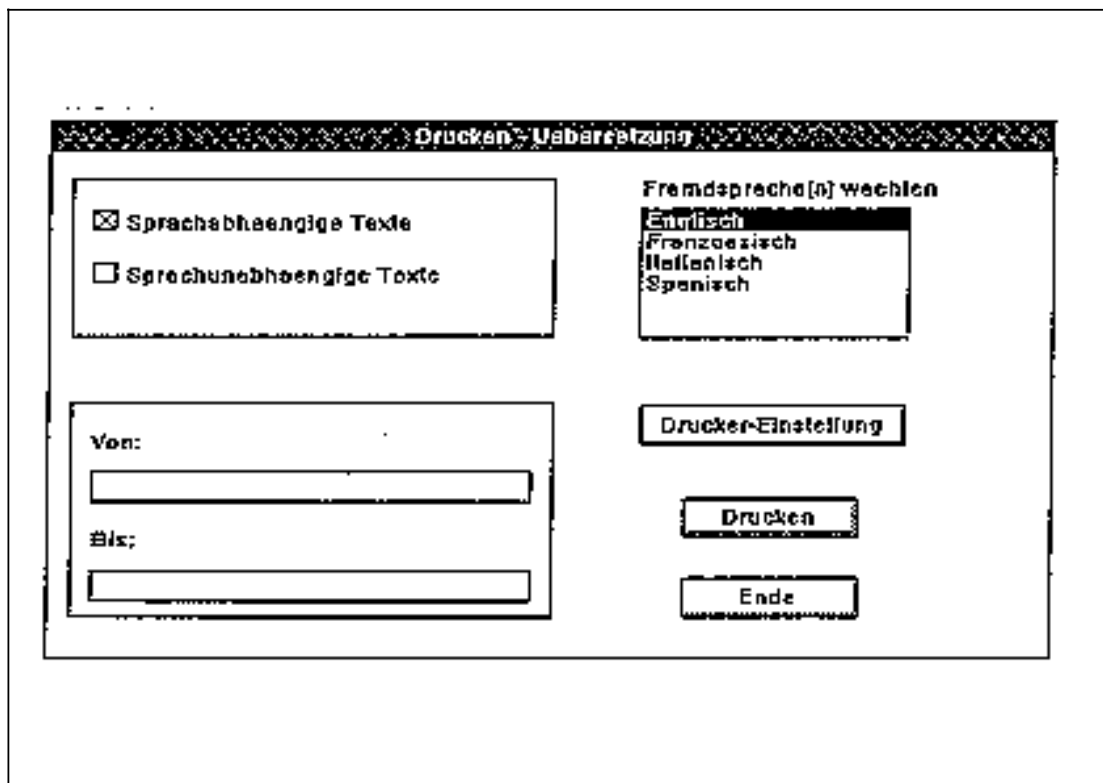 Drucken - Uebersetzung
Sprachabhaengige Texte
Sprachunabhaengige Texte
Fremdsprache(n) waehlen
Englisch
Franzoesisch
Italienisch
Spanisch
Von:
Bis:
Drucker-Einstellung
Drucken
Ende